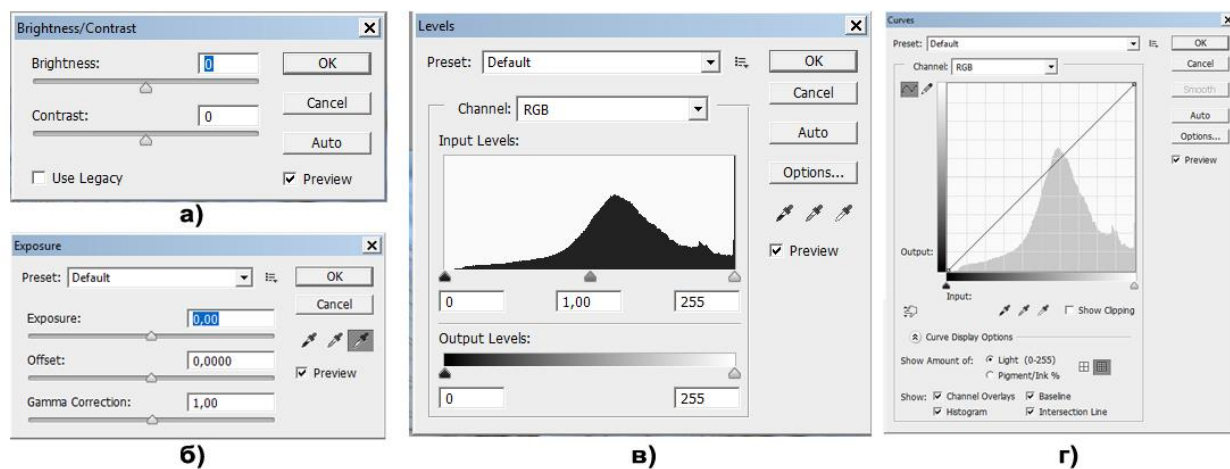 Brightness/Contrast
Brightness: 0 OK
Cancel
Contrast: 0
Auto
Use Legacy Preview
а)
Exposure
Preset: Default OK
Cancel
Exposure: 0,00
Offset: 0,0000
Preview
Gamma Correction: 1,00
б)
Levels
Preset: Default OK
Cancel
Channel: RGB
Auto
Input Levels:
Options...
Preview
0 1,00 255
Output Levels:
0 255
в)
Curves
Preset: Default OK
Channel: RGB Cancel
Smooth
Auto
Options...
Preview
Output:
Input:
Show Clipping
Curve Display Options
Show Amount of: Light (0-255)
Pigment/Ink %
Show: Channel Overlays Baseline
Histogram Intersection Line
г)